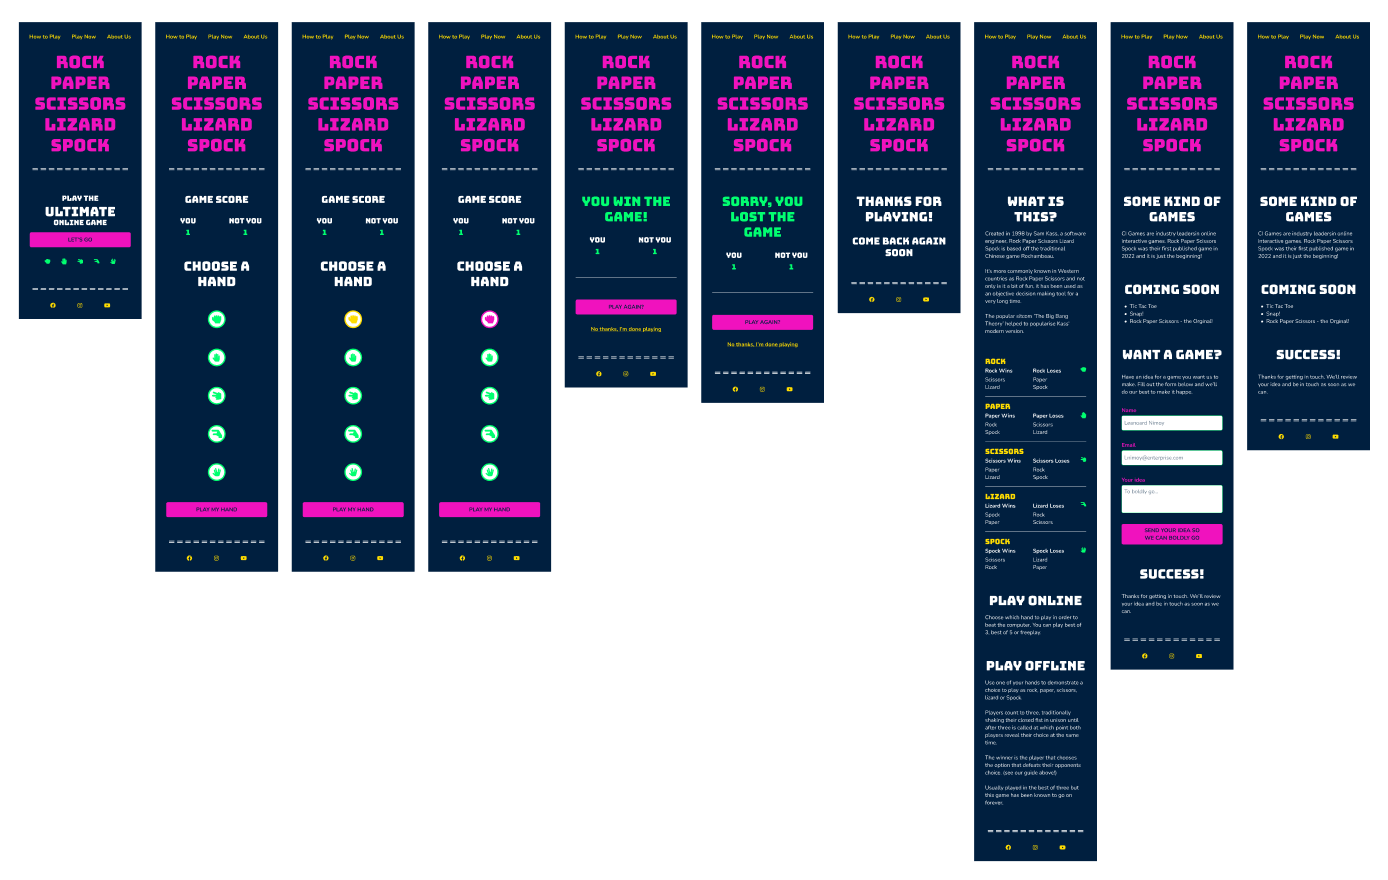 How to Play Play Now About Us
ROCK
PAPER
SCISSORS
LIZARD
SPOCK
PLAY THE
ULTIMATE
ONLINE GAME
LET'S GO
How to Play Play Now About Us
ROCK
PAPER
SCISSORS
LIZARD
SPOCK
GAME SCORE
YOU NOT YOU
1 1
CHOOSE A
HAND
PLAY MY HAND
How to Play Play Now About Us
ROCK
PAPER
SCISSORS
LIZARD
SPOCK
GAME SCORE
YOU NOT YOU
1 1
CHOOSE A
HAND
PLAY MY HAND
How to Play Play Now About Us
ROCK
PAPER
SCISSORS
LIZARD
SPOCK
GAME SCORE
YOU NOT YOU
1 1
CHOOSE A
HAND
PLAY MY HAND
How to Play Play Now About Us
ROCK
PAPER
SCISSORS
LIZARD
SPOCK
YOU WIN THE
GAME!
YOU NOT YOU
1 1
PLAY AGAIN?
No thanks, I'm done playing
How to Play Play Now About Us
ROCK
PAPER
SCISSORS
LIZARD
SPOCK
SORRY, YOU
LOST THE
GAME
YOU NOT YOU
1 1
PLAY AGAIN?
No thanks, I'm done playing
How to Play Play Now About Us
ROCK
PAPER
SCISSORS
LIZARD
SPOCK
THANKS FOR
PLAYING!
COME BACK AGAIN
SOON
How to Play Play Now About Us
ROCK
PAPER
SCISSORS
LIZARD
SPOCK
WHAT IS
THIS?
Created in 1998 by Sam Kass, a software
engineer, Rock Paper Scissors Lizard
Spock is based off the traditional
Chinese game Rochambeau.
It's more commonly known in Western
countries as Rock Paper Scissors and not
only is it a bit of fun, it has been used as
an objective decision making tool for a
very long time.
The popular sitcom 'The Big Bang
Theory' helped to popularise Kass'
modern version.
ROCK
Rock Wins Rock Loses
Scissors Paper
Lizard Spock
PAPER
Paper Wins Paper Loses
Rock Scissors
Spock Lizard
SCISSORS
Scissors Wins Scissors Loses
Paper Rock
Lizard Spock
LIZARD
Lizard Wins Lizard Loses
Spock Rock
Paper Scissors
SPOCK
Spock Wins Spock Loses
Scissors Lizard
Rock Paper
PLAY ONLINE
Choose which hand to play in order to
beat the computer. You can play best of
3, best of 5 or freeplay.
PLAY OFFLINE
Use one of your hands to demonstrate a
choice to play as rock, paper, scissors,
lizard or Spock.
Players count to three, traditionally
shaking their closed fist in unison until
after three is called at which point both
players reveal their choice at the same
time.
The winner is the player that chooses
the option that defeats their opponents
choice. (see our guide above!)
Usually played in the best of three but
this game has been known to go on
forever.
How to Play Play Now About Us
ROCK
PAPER
SCISSORS
LIZARD
SPOCK
SOME KIND OF
GAMES
CI Games are industry leadersin online
interactive games. Rock Paper Scissors
Spock was their first published game in
2022 and it is just the beginning!
COMING SOON
Tic Tac Toe
Snap!
Rock Paper Scissors - the Orginal!
WANT A GAME?
Have an idea for a game you want us to
make. Fill out the form below and we'll
do our best to make it happe.
Name
Leonard Nimoy
Email
l.nimoy@enterprise.com
Your idea
To boldly go...
SEND YOUR IDEA SO
WE CAN BOLDLY GO
SUCCESS!
Thanks for getting in touch. We'll review
your idea and be in touch as soon as we
can.
How to Play Play Now About Us
ROCK
PAPER
SCISSORS
LIZARD
SPOCK
SOME KIND OF
GAMES
CI Games are industry leadersin online
interactive games. Rock Paper Scissors
Spock was their first published game in
2022 and it is just the beginning!
COMING SOON
Tic Tac Toe
Snap!
Rock Paper Scissors - the Orginal!
SUCCESS!
Thanks for getting in touch. We'll review
your idea and be in touch as soon as we
can.